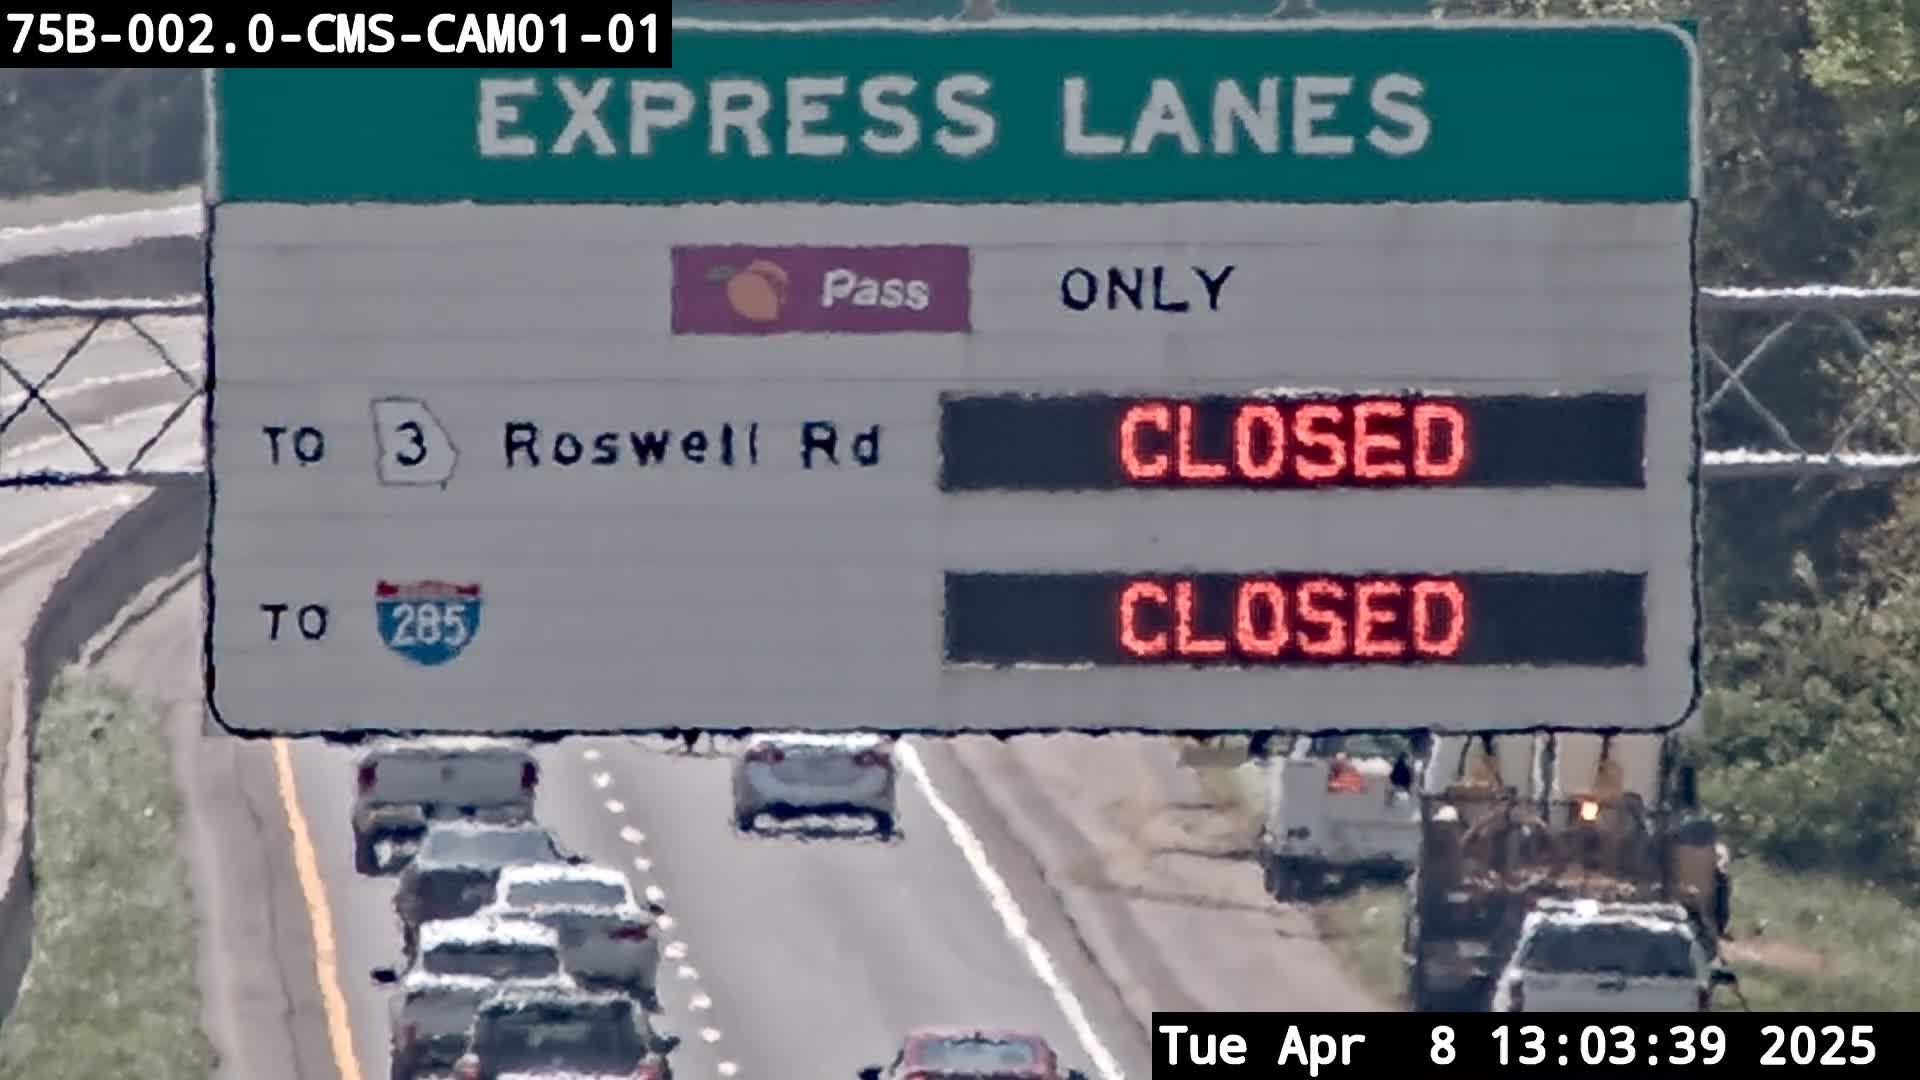 75B-002.0-CMS-CAM01-01
EXPRESS LANES
Pass ONLY
TO 3 Roswell Rd CLOSED
TO 285 CLOSED
Tue Apr 8 13:03:39 2025